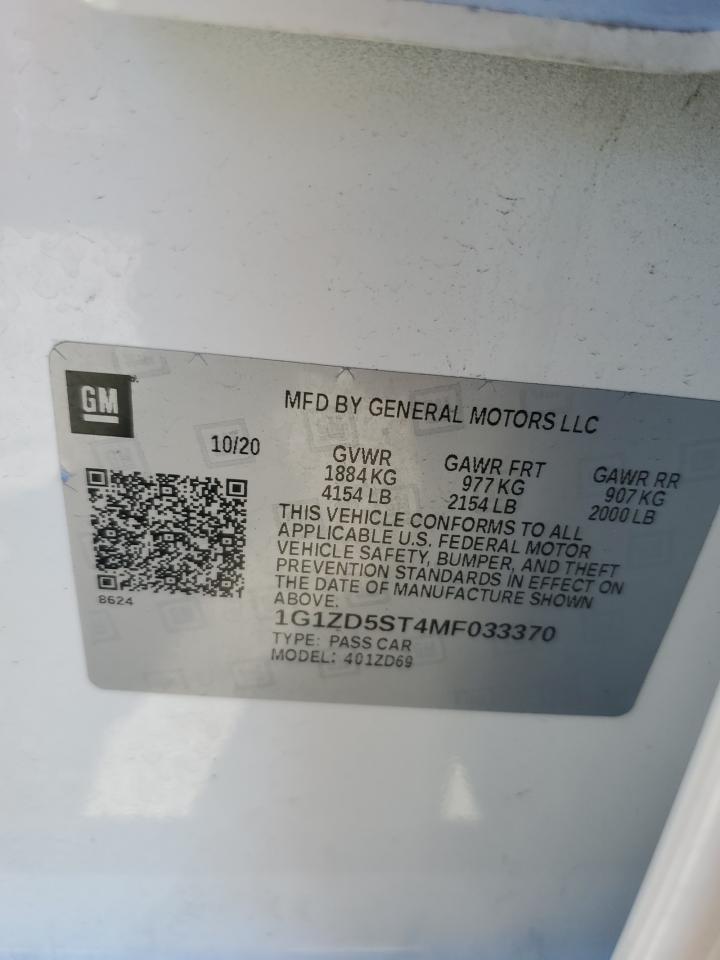 GM
MFD BY GENERAL MOTORS LLC
10/20
GVWR
1884 KG
4154 LB
GAWR FRT
977 KG
2154 LB
GAWR RR
907 KG
2000 LB
THIS VEHICLE CONFORMS TO ALL
APPLICABLE U.S. FEDERAL MOTOR
VEHICLE SAFETY, BUMPER, AND THEFT
PREVENTION STANDARDS IN EFFECT ON
THE DATE OF MANUFACTURE SHOWN
ABOVE.
8624
1G1ZD5ST4MF033370
TYPE: PASS CAR
MODEL: 401ZD69